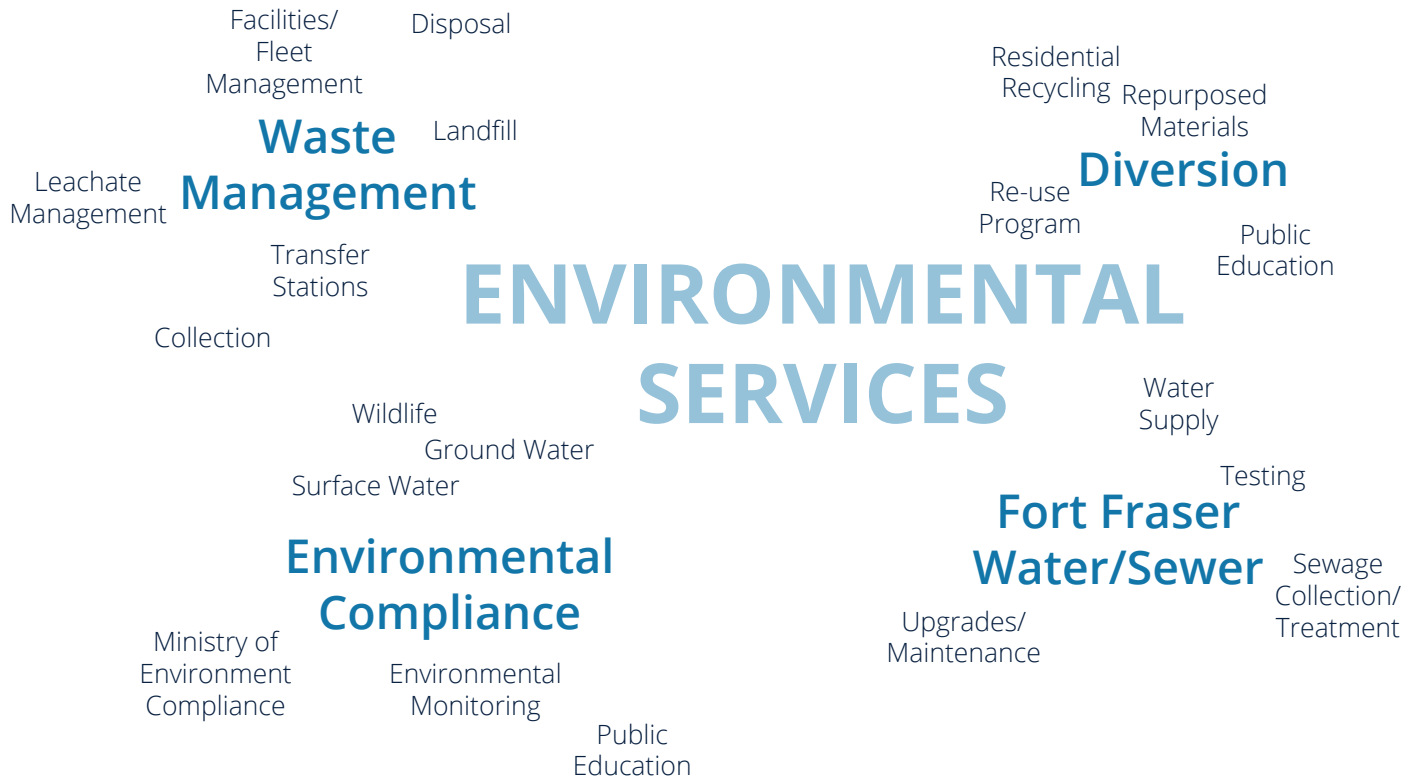 Facilities/
Fleet
Management
Disposal
Waste
Management
Landfill
Leachate
Management
Transfer
Stations
Collection
Residential
Recycling
Repurposed
Materials
Diversion
Re-use
Program
Public
Education
ENVIRONMENTAL
SERVICES
Wildlife
Ground Water
Surface Water
Environmental
Compliance
Ministry of
Environment
Compliance
Environmental
Monitoring
Public
Education
Water
Supply
Testing
Fort Fraser
Water/Sewer
Sewage
Collection/
Treatment
Upgrades/
Maintenance